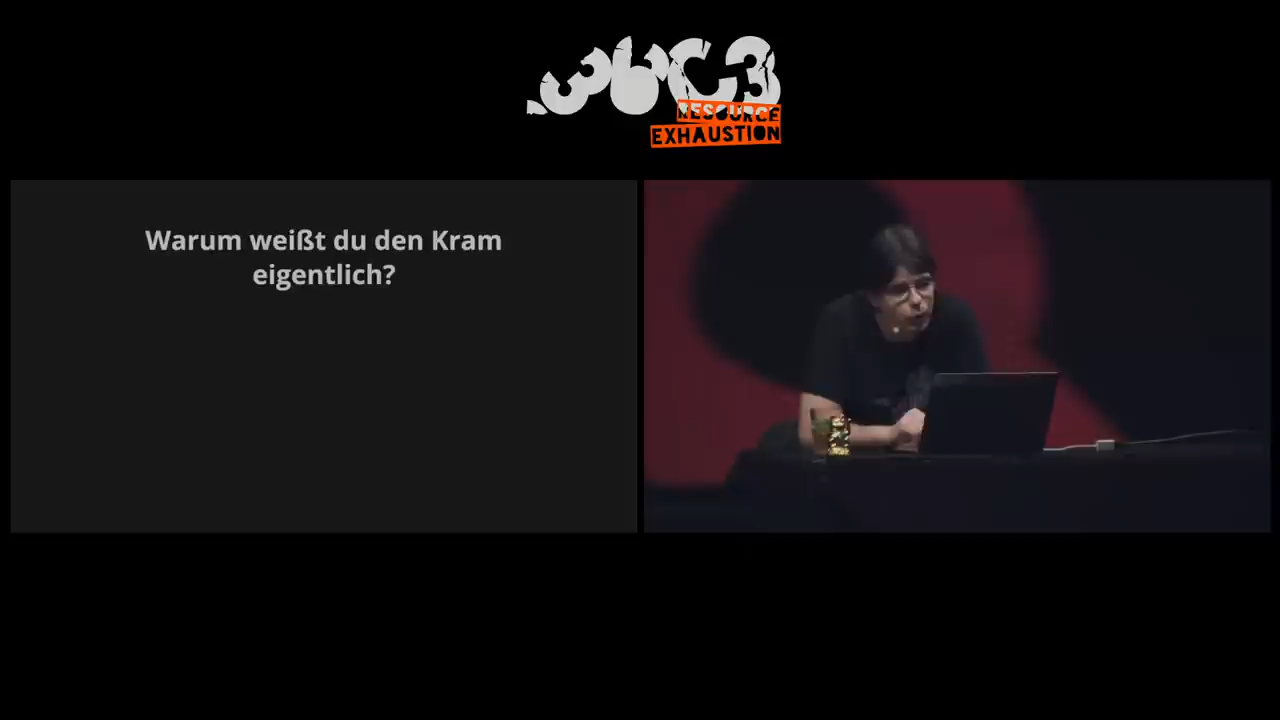 36C3
RESOURCE
EXHAUSTION
Warum weißt du den Kram
eigentlich?